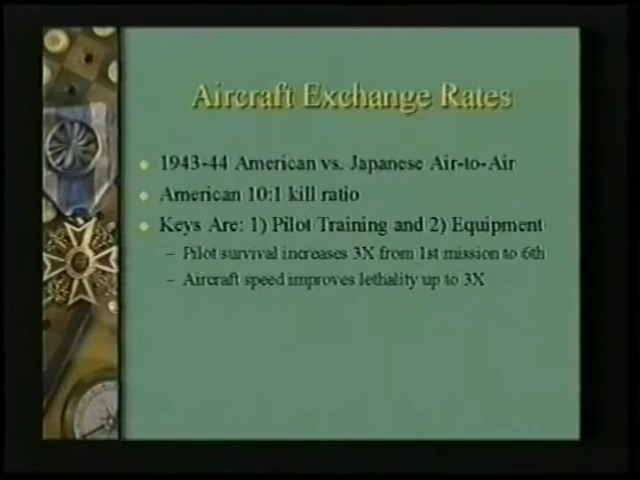 Aircraft Exchange Rates
1943-44 American vs. Japanese Air-to-Air
American 10:1 kill ratio
Keys Are: 1) Pilot Training and 2) Equipment
– Pilot survival increases 3X from 1st mission to 6th
– Aircraft speed improves lethality up to 3X